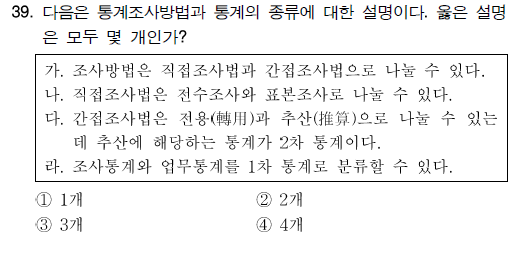 39. 다음은 통계조사방법과 통계의 종류에 대한 설명이다. 옳은 설명
은 모두 몇 개인가?
가. 조사방법은 직접조사법과 간접조사법으로 나눌 수 있다.
나. 직접조사법은 전수조사와 표본조사로 나눌 수 있다.
다. 간접조사법은 전용(轉用)과 추산(推算)으로 나눌 수 있는
데 추산에 해당하는 통계가 2차 통계이다.
라. 조사통계와 업무통계를 1차 통계로 분류할 수 있다.
① 1개 ② 2개
③ 3개 ④ 4개